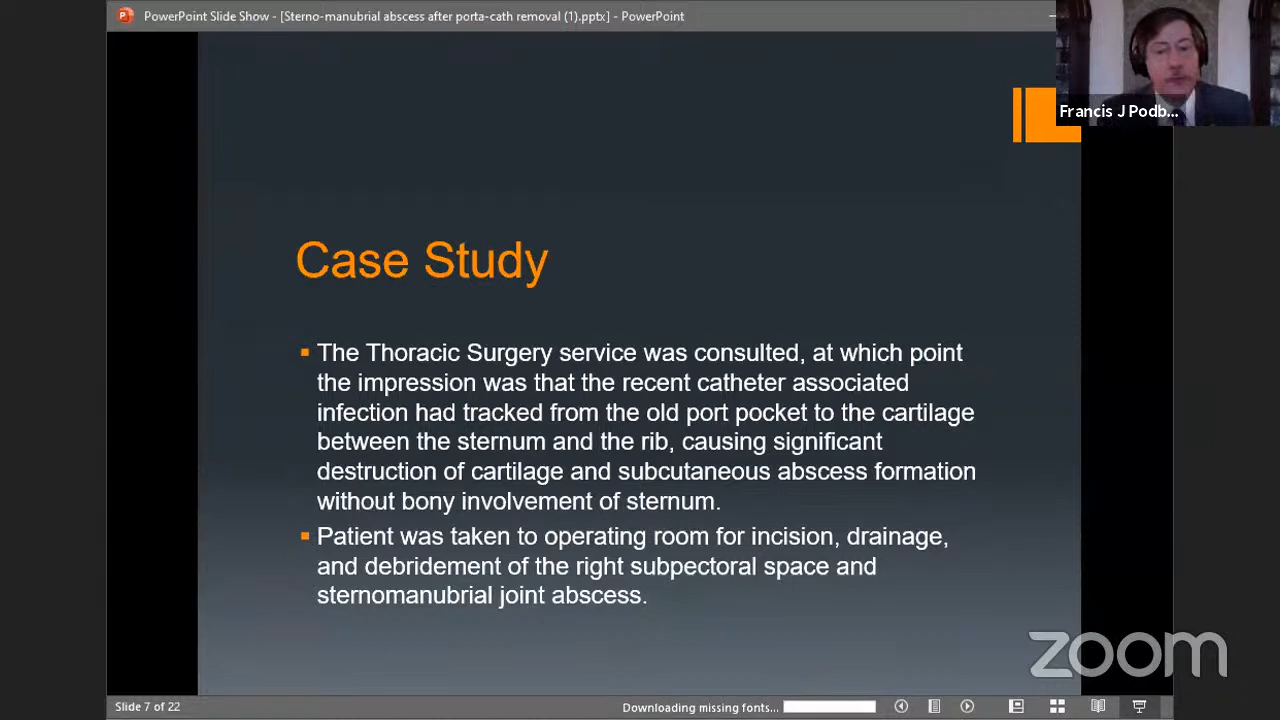 PowerPoint Slide Show - [Sterno-manubrial abscess after porta-cath removal (1).pptx] - PowerPoint
Francis J Podb...
Case Study
The Thoracic Surgery service was consulted, at which point
the impression was that the recent catheter associated
infection had tracked from the old port pocket to the cartilage
between the sternum and the rib, causing significant
destruction of cartilage and subcutaneous abscess formation
without bony involvement of sternum.
Patient was taken to operating room for incision, drainage,
and debridement of the right subpectoral space and
sternomanubrial joint abscess.
zoom
Slide 7 of 22
Downloading missing fonts...